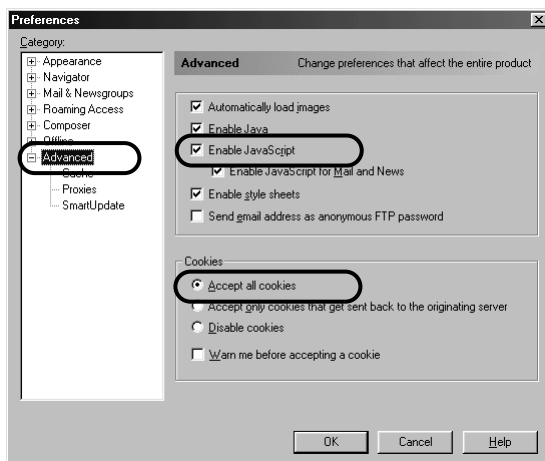 Preferences
Category:
Appearance
Navigator
Mail & Newsgroups
Roaming Access
Composer
Offline
Advanced
Cache
Proxies
SmartUpdate
Advanced Change preferences that affect the entire product
Automatically load images
Enable Java
Enable JavaScript
Enable JavaScript for Mail and News
Enable style sheets
Send email address as anonymous FTP password
Cookies
Accept all cookies
Accept only cookies that get sent back to the originating server
Disable cookies
Warn me before accepting a cookie
OK Cancel Help